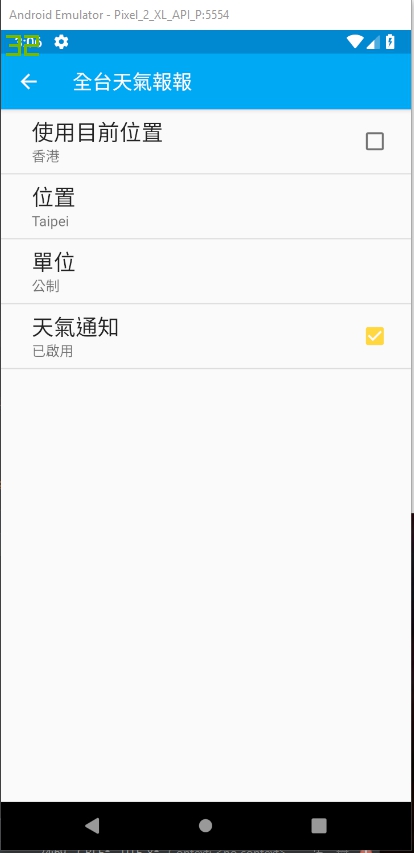 Android Emulator - Pixel_2_XL_API_P:5554
32
全台天氣報報
使用目前位置
香港
位置
Taipei
單位
公制
天氣通知
已啟用